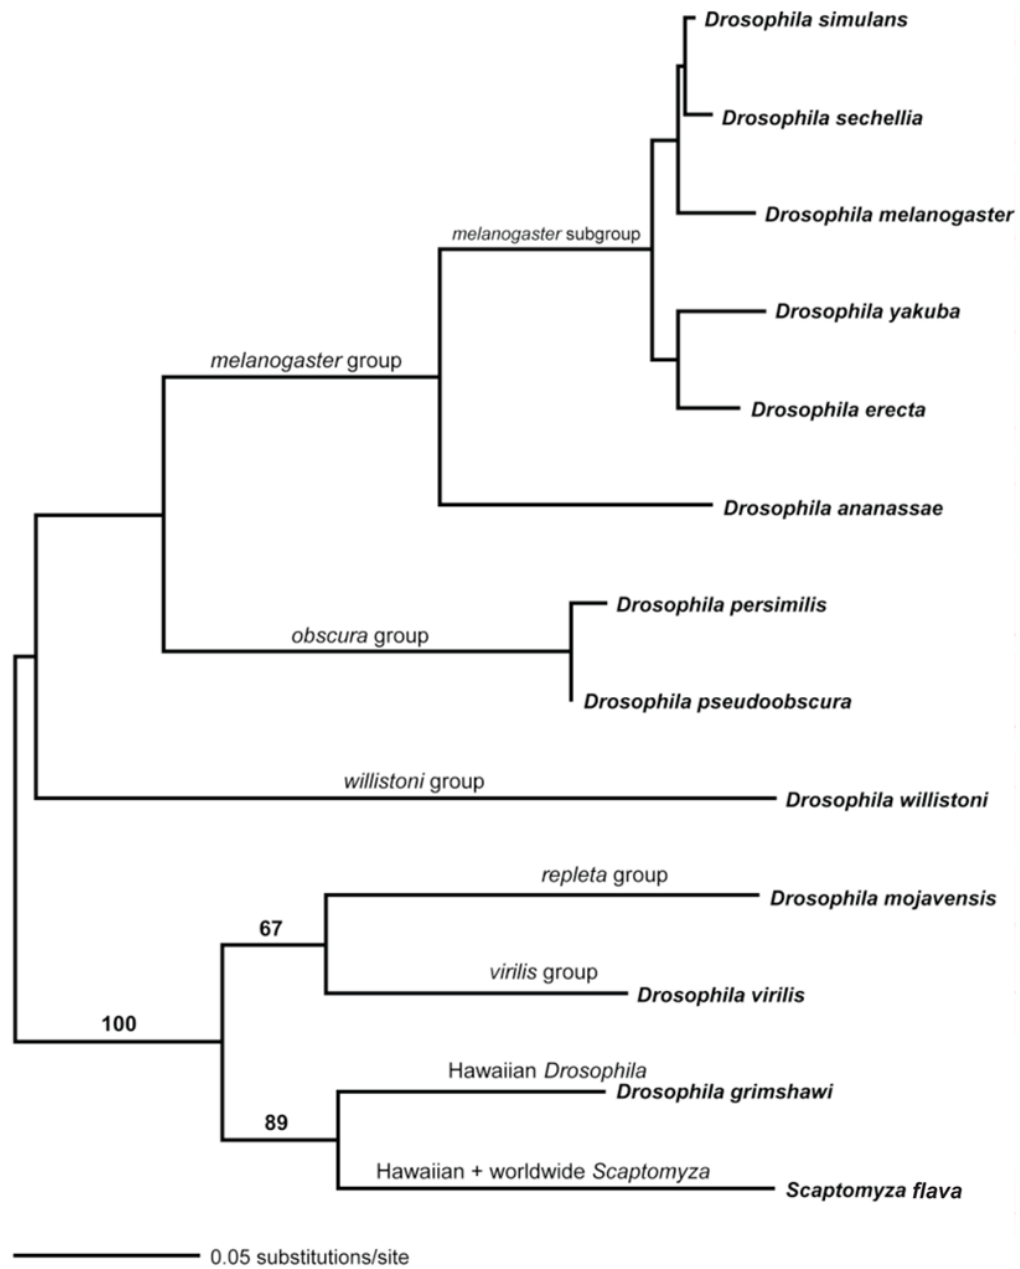 Drosophila simulans
Drosophila sechellia
Drosophila melanogaster
melanogaster subgroup
Drosophila yakuba
melanogaster group
Drosophila erecta
Drosophila ananassae
Drosophila persimilis
obscura group
Drosophila pseudoobscura
willistoni group
Drosophila willistoni
repleta group
Drosophila mojavensis
67
virilis group
Drosophila virilis
100
Hawaiian Drosophila
Drosophila grimshawi
89
Hawaiian + worldwide Scaptomyza
Scaptomyza flava
0.05 substitutions/site